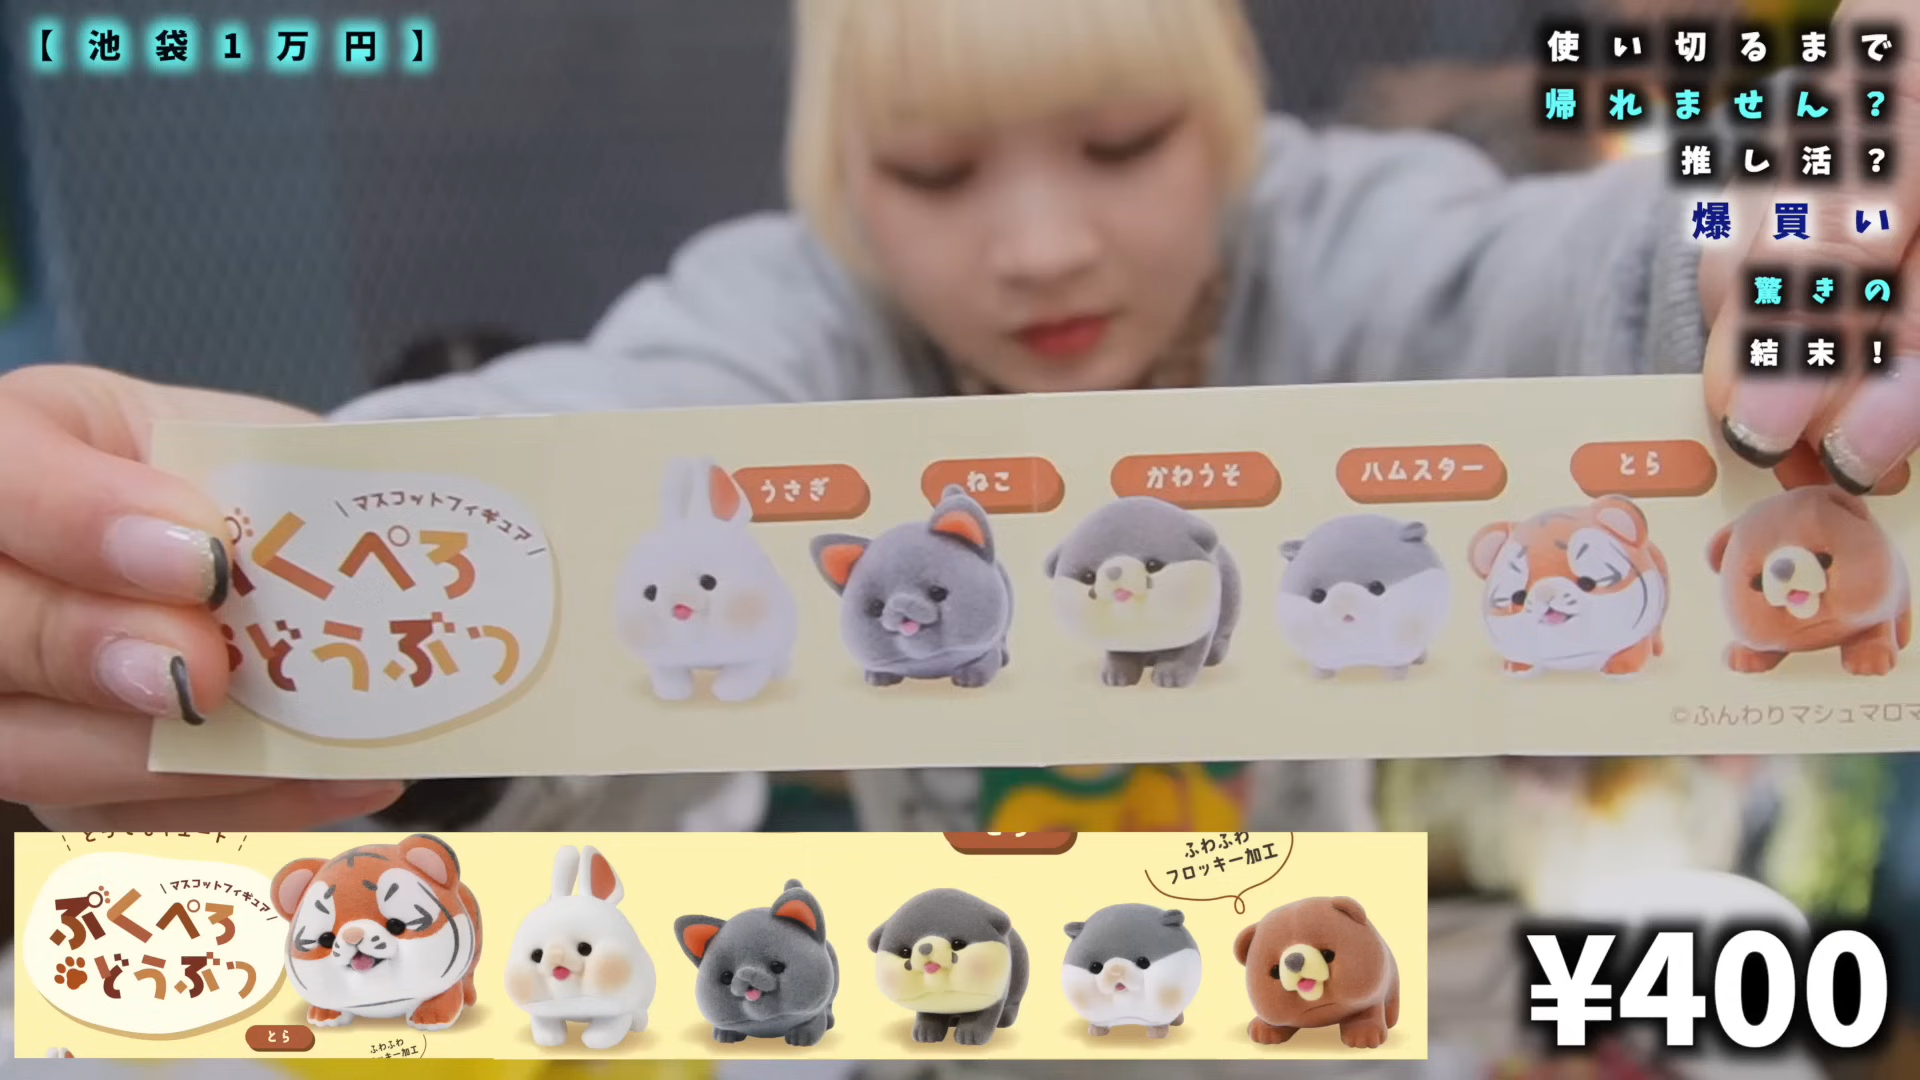 【池袋1万円】
使い切るまで
帰れません？
推し活？
爆買い
驚きの
結末！
マスコットフィギュア
ぷくぺろ
どうぶつ
うさぎ
ねこ
かわうそ
ハムスター
とら
©ふんわりマシュマロマ
マスコットフィギュア
ぷくぺろ
どうぶつ
とら
ふわふわ
ふわふわ
フロッキー加工
¥400